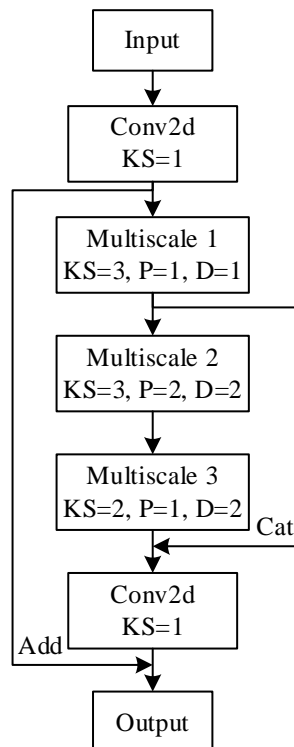 Input
Conv2d
KS=1
Multiscale 1
KS=3, P=1, D=1
Multiscale 2
KS=3, P=2, D=2
Multiscale 3
KS=2, P=1, D=2
Cat
Conv2d
KS=1
Add
Output